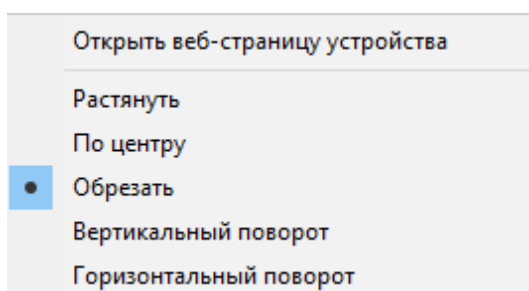 Открыть веб-страницу устройства
Растянуть
По центру
Обрезать
Вертикальный поворот
Горизонтальный поворот